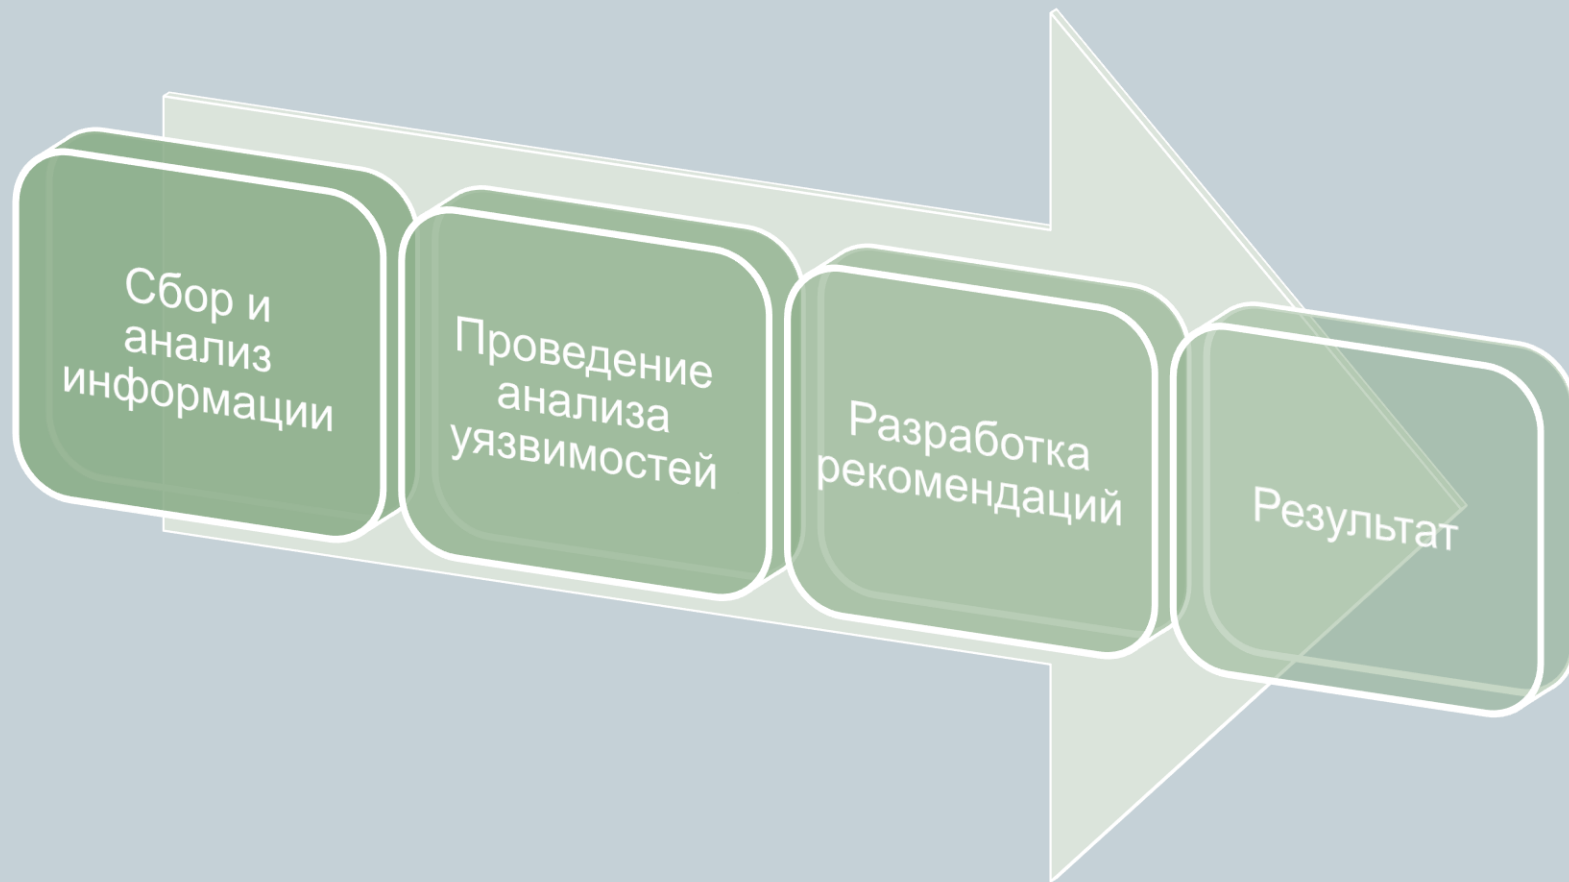 Сбор и
анализ
информации
Проведение
анализа
уязвимостей
Разработка
рекомендаций
Результат